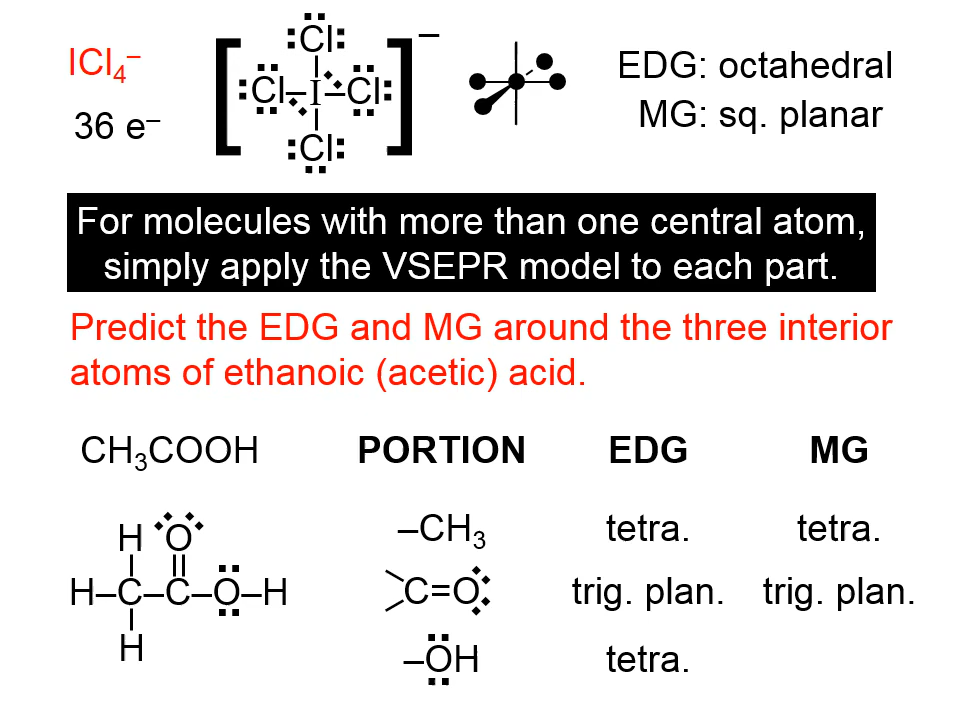 ICl₄⁻
36 e⁻
Cl
Cl–I–Cl
Cl
–
EDG: octahedral
MG: sq. planar
For molecules with more than one central atom,
simply apply the VSEPR model to each part.
Predict the EDG and MG around the three interior
atoms of ethanoic (acetic) acid.
CH₃COOH PORTION EDG MG
H O
H–C–C–O–H
H
–CH₃ tetra. tetra.
C=O trig. plan. trig. plan.
–OH tetra.